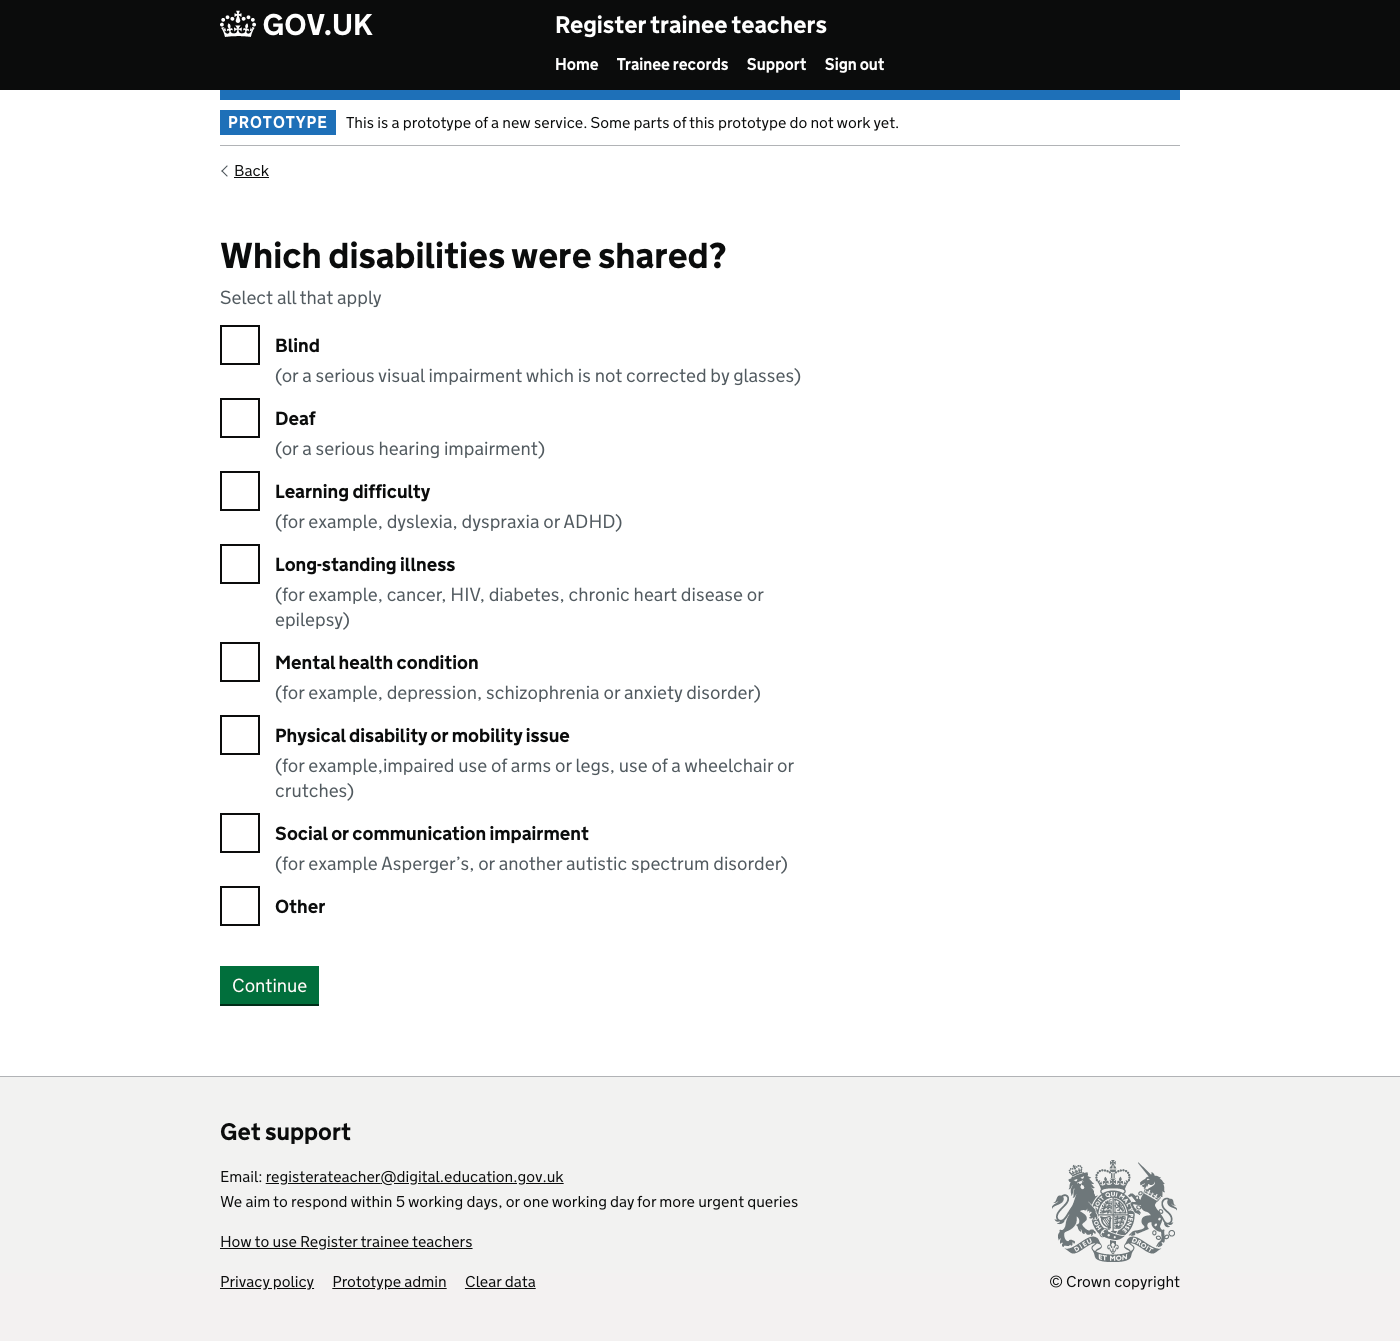 GOV.UK
Register trainee teachers
Home Trainee records Support Sign out
PROTOTYPE This is a prototype of a new service. Some parts of this prototype do not work yet.
Back
Which disabilities were shared?
Select all that apply
Blind
(or a serious visual impairment which is not corrected by glasses)
Deaf
(or a serious hearing impairment)
Learning difficulty
(for example, dyslexia, dyspraxia or ADHD)
Long-standing illness
(for example, cancer, HIV, diabetes, chronic heart disease or
epilepsy)
Mental health condition
(for example, depression, schizophrenia or anxiety disorder)
Physical disability or mobility issue
(for example,impaired use of arms or legs, use of a wheelchair or
crutches)
Social or communication impairment
(for example Asperger’s, or another autistic spectrum disorder)
Other
Continue
Get support
Email: registerateacher@digital.education.gov.uk
We aim to respond within 5 working days, or one working day for more urgent queries
How to use Register trainee teachers
Privacy policy Prototype admin Clear data
DIEU ET MON DROIT
© Crown copyright